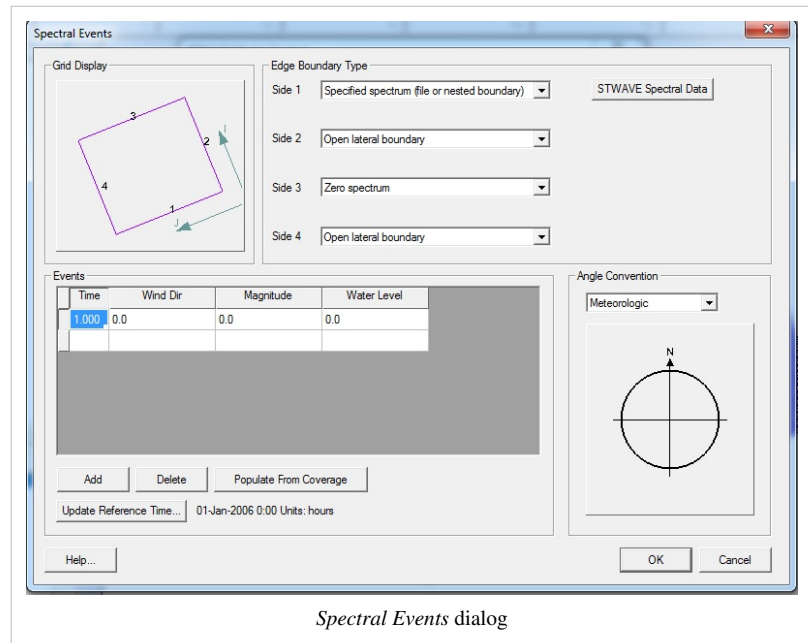 Spectral Events
Grid Display
3
I
2
4
1
J
Edge Boundary Type
Side 1 Specified spectrum (file or nested boundary)
STWAVE Spectral Data
Side 2 Open lateral boundary
Side 3 Zero spectrum
Side 4 Open lateral boundary
Events
Time Wind Dir Magnitude Water Level
1.000 0.0 0.0 0.0
Add Delete Populate From Coverage
Update Reference Time... 01-Jan-2006 0:00 Units: hours
Angle Convention
Meteorologic
N
Help... OK Cancel
Spectral Events dialog